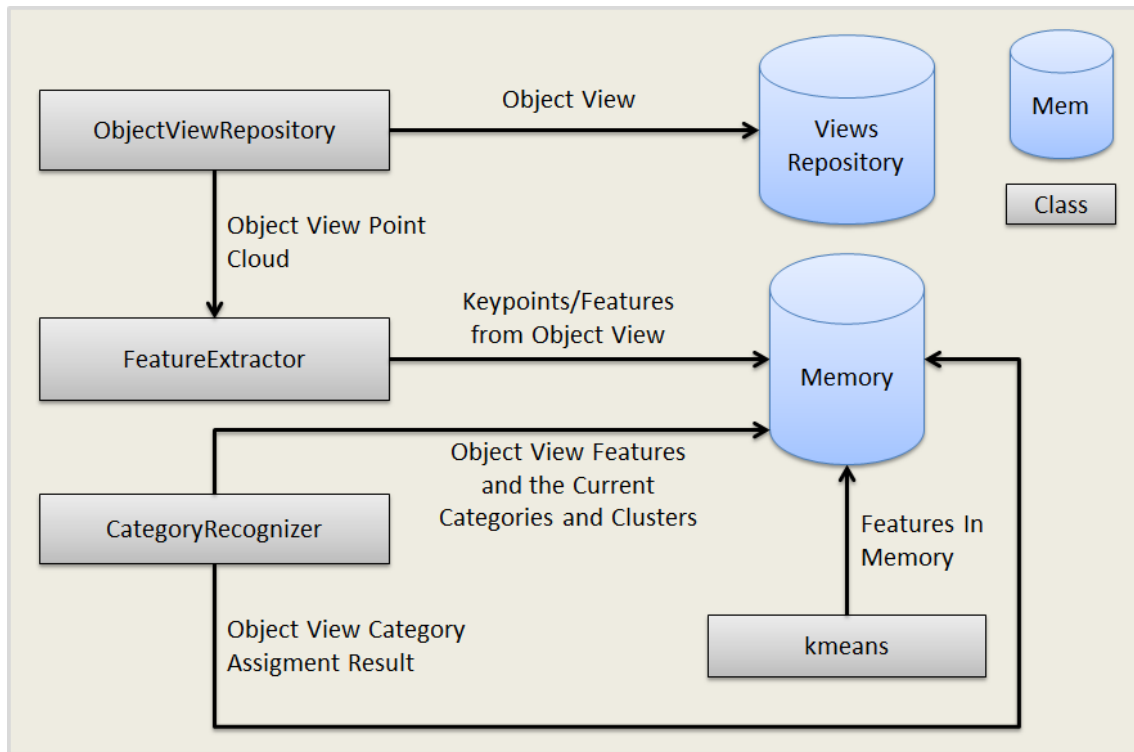 ObjectViewRepository
Object View
Views
Repository
Mem
Class
Object View Point
Cloud
FeatureExtractor
Keypoints/Features
from Object View
Memory
Object View Features
and the Current
Categories and Clusters
CategoryRecognizer
Features In
Memory
Object View Category
Assigment Result
kmeans